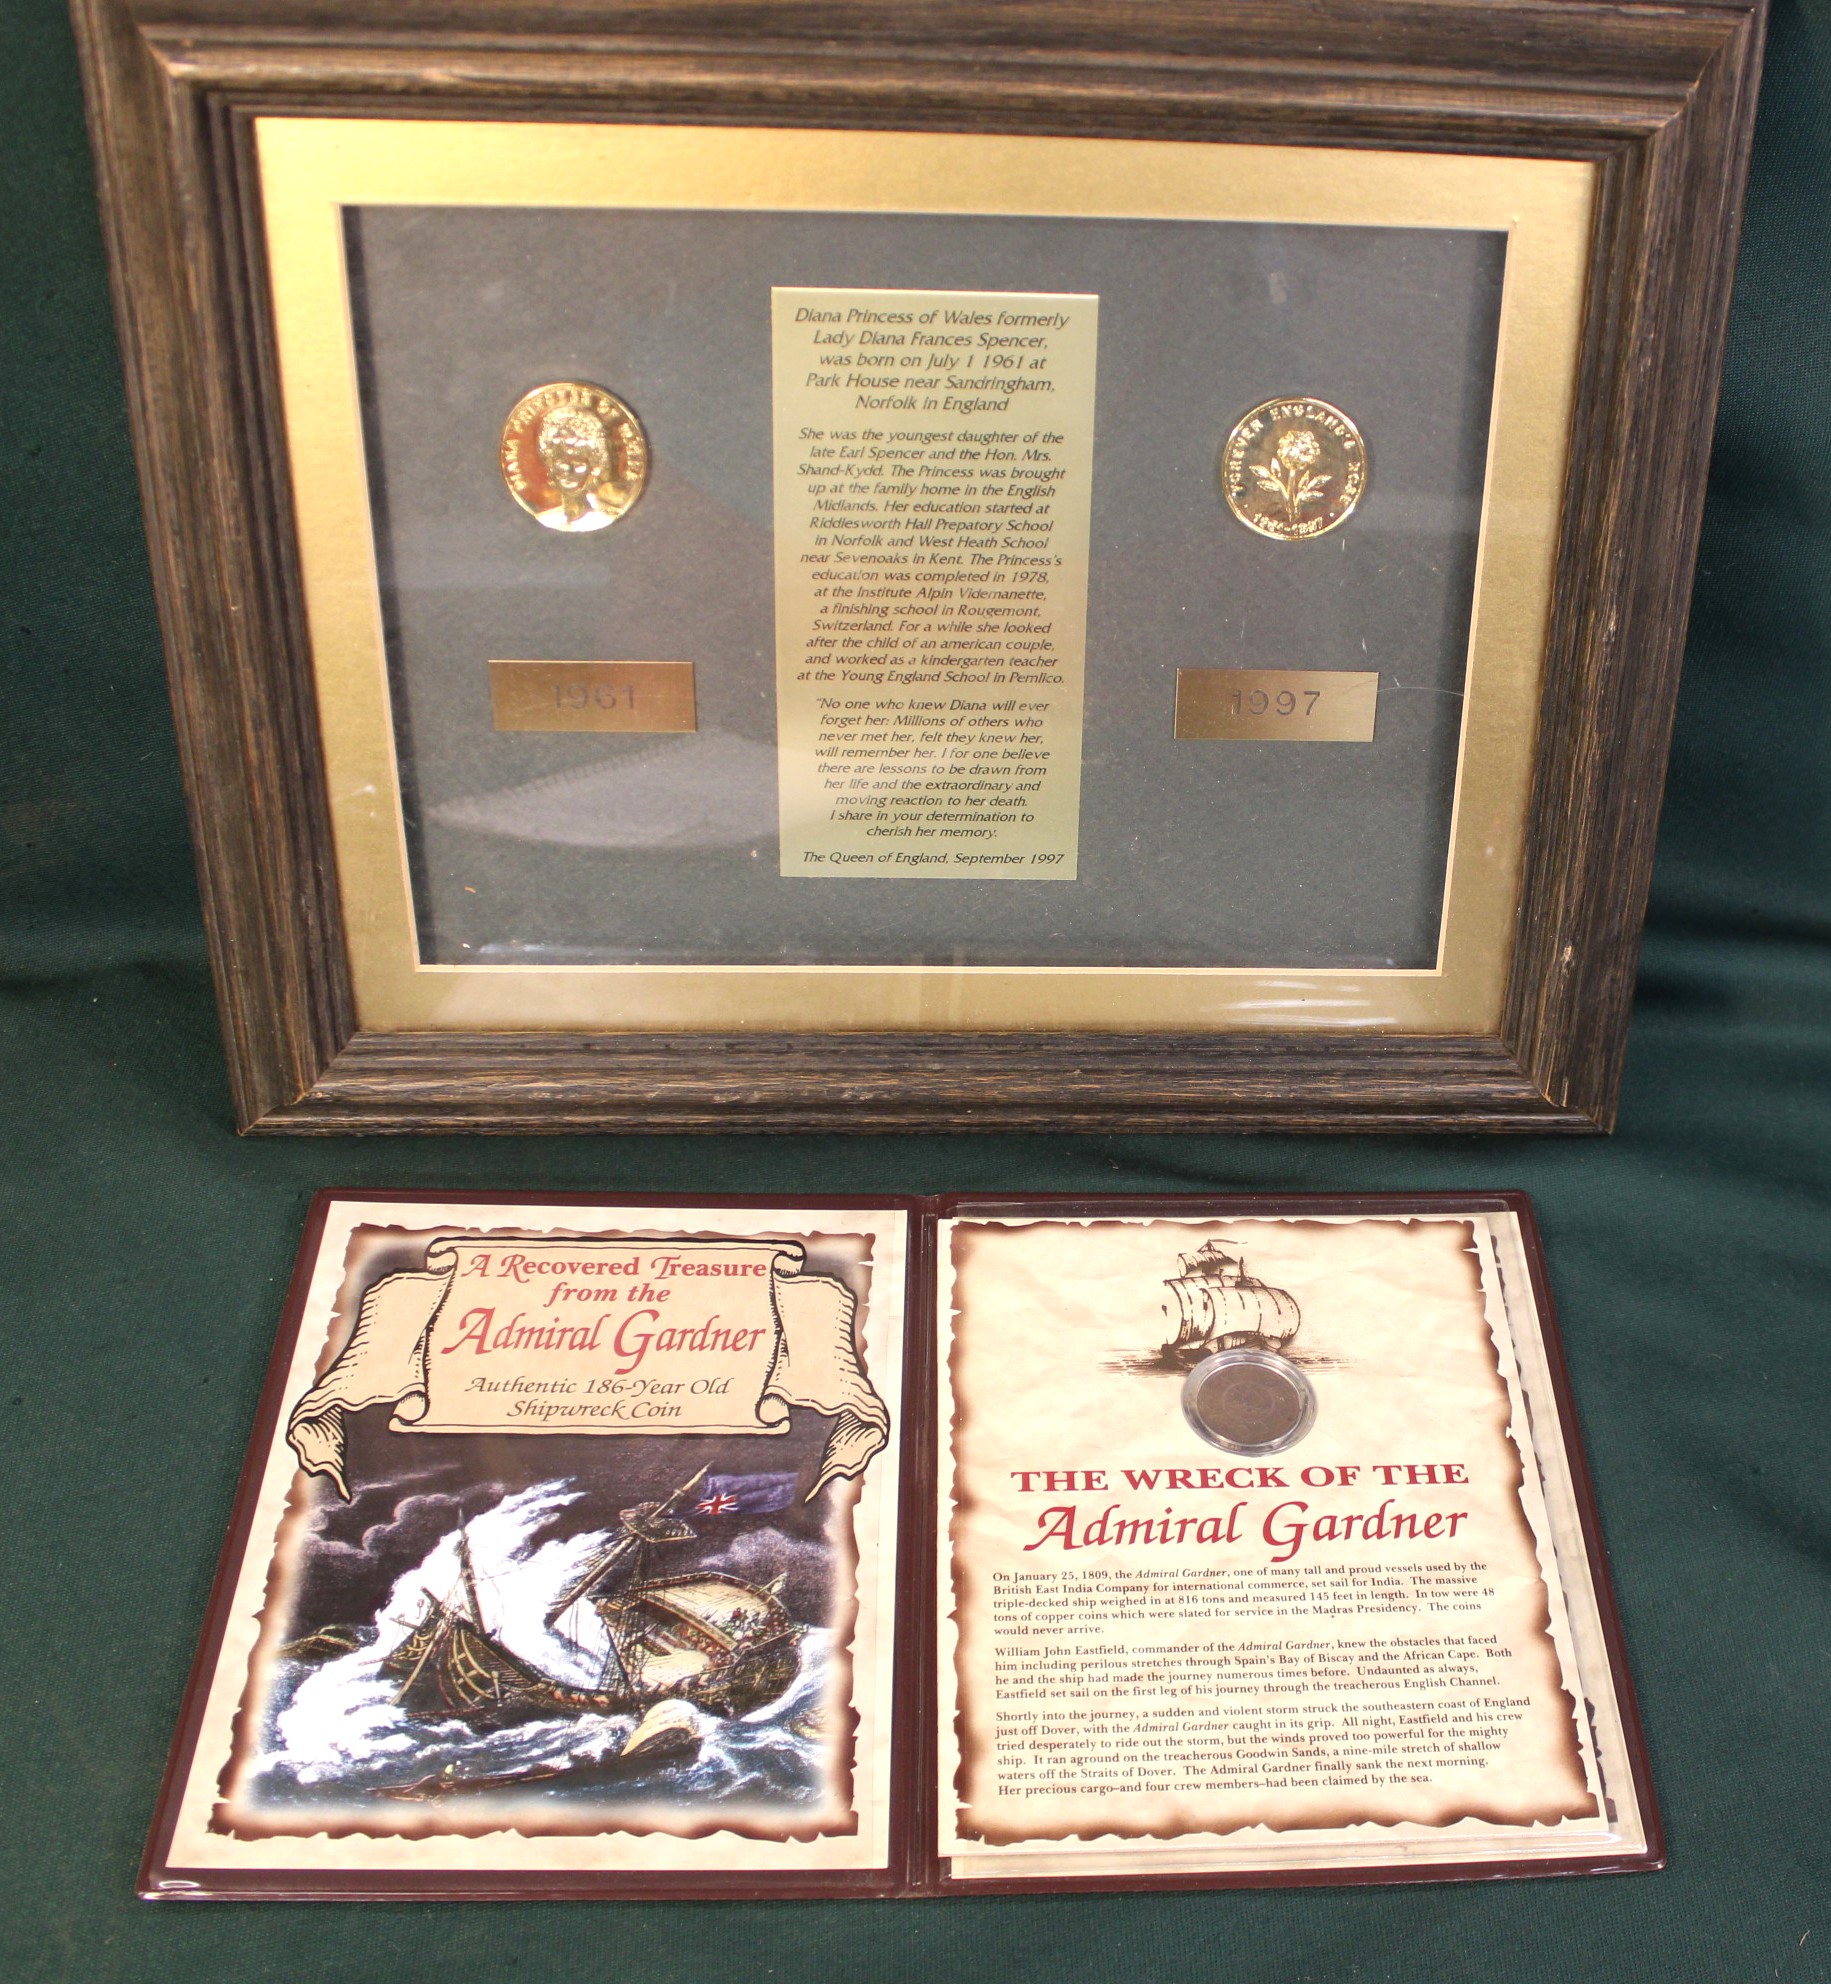 DIANA PRINCESS OF WALES
FOREVER ENGLAND'S ROSE
1961-1997
1961
1997
Diana Princess of Wales formerly
Lady Diana Frances Spencer,
was born on July 1 1961 at
Park House near Sandringham,
Norfolk in England
She was the youngest daughter of the
late Earl Spencer and the Hon. Mrs.
Shand-Kydd. The Princess was brought
up at the family home in the English
Midlands. Her education started at
Riddlesworth Hall Prepatory School
in Norfolk and West Heath School
near Sevenoaks in Kent. The Princess's
education was completed in 1978,
at the Institute Alpin Videmanette,
a finishing school in Rougemont,
Switzerland. For a while she looked
after the child of an american couple,
and worked as a kindergarten teacher
at the Young England School in Pemlico.
"No one who knew Diana will ever
forget her: Millions of others who
never met her, felt they knew her,
will remember her. I for one believe
there are lessons to be drawn from
her life and the extraordinary and
moving reaction to her death.
I share in your determination to
cherish her memory.
The Queen of England, September 1997
A Recovered Treasure
from the
Admiral Gardner
Authentic 186-Year Old
Shipwreck Coin
THE WRECK OF THE
Admiral Gardner
On January 25, 1809, the Admiral Gardner, one of many tall and proud vessels used by the
British East India Company for international commerce, set sail for India. The massive
triple-decked ship weighed in at 816 tons and measured 145 feet in length. In tow were 48
tons of copper coins which were slated for service in the Madras Presidency. The coins
would never arrive.
William John Eastfield, commander of the Admiral Gardner, knew the obstacles that faced
him including perilous stretches through Spain's Bay of Biscay and the African Cape. Both
he and the ship had made the journey numerous times before. Undaunted as always,
Eastfield set sail on the first leg of his journey through the treacherous English Channel.
Shortly into the journey, a sudden and violent storm struck the southeastern coast of England
just off Dover, with the Admiral Gardner caught in its grip. All night, Eastfield and his crew
tried desperately to ride out the storm, but the winds proved too powerful for the mighty
ship. It ran aground on the treacherous Goodwin Sands, a nine-mile stretch of shallow
waters off the Straits of Dover. The Admiral Gardner finally sank the next morning.
Her precious cargo–and four crew members–had been claimed by the sea.